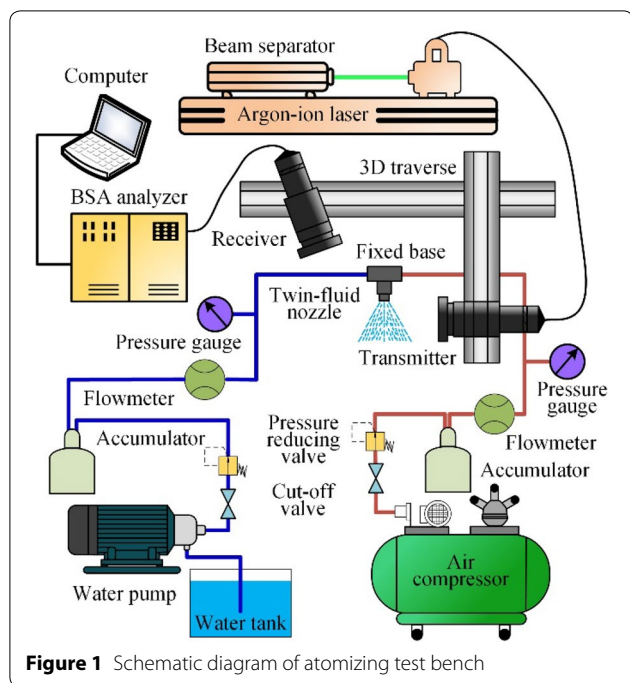 Beam separator
Computer
Argon-ion laser
3D traverse
BSA analyzer
Receiver
Fixed base
Twin-fluid
nozzle
Transmitter
Pressure gauge
Pressure
gauge
Flowmeter
Pressure
reducing
valve
Flowmeter
Accumulator
Accumulator
Cut-off
valve
Air
compressor
Water pump
Water tank
Figure 1 Schematic diagram of atomizing test bench